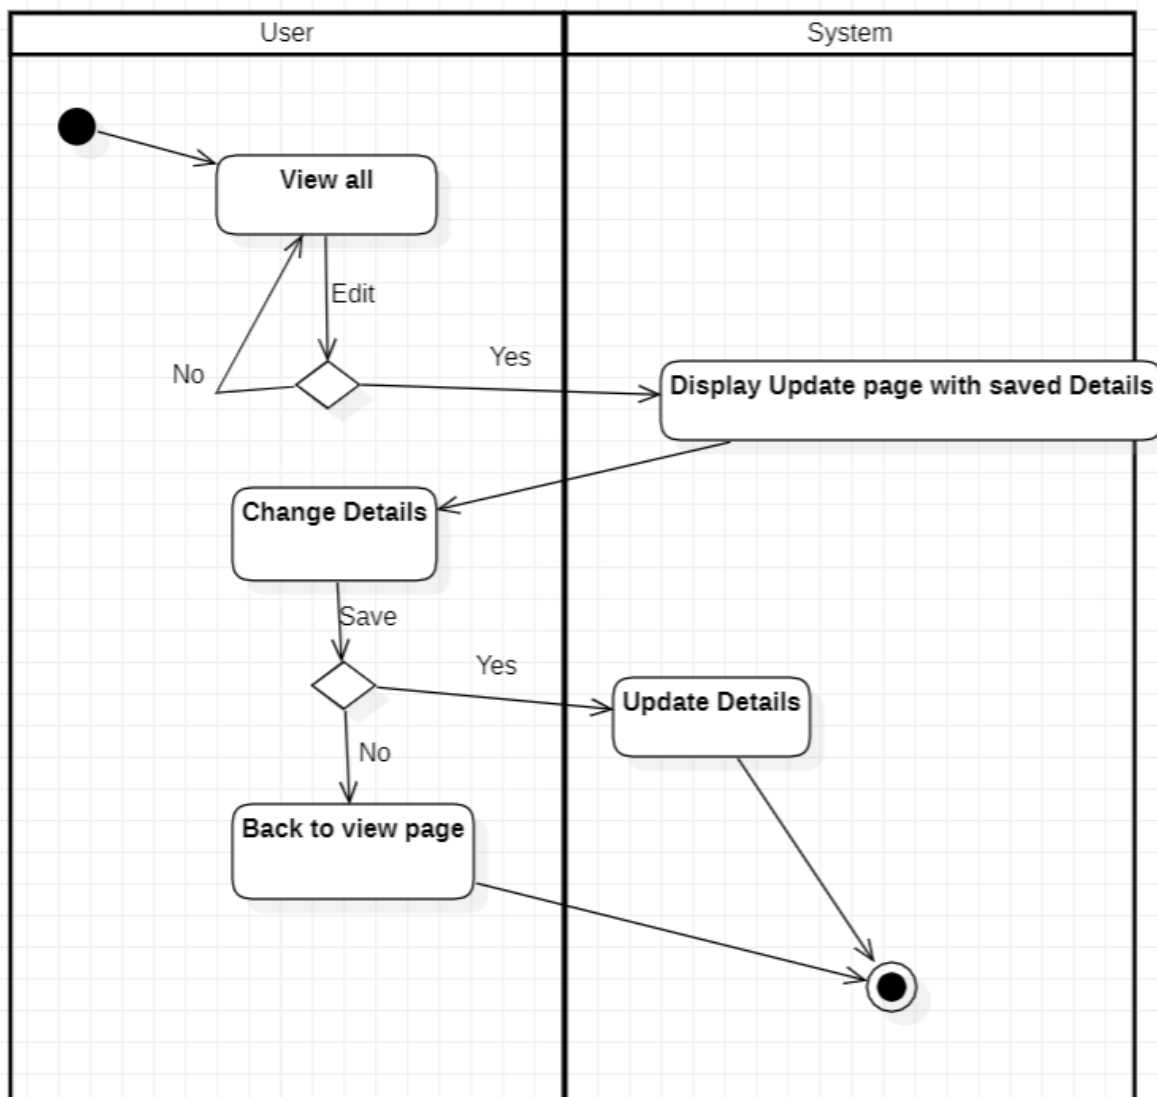 User
System
View all
Edit
No
Yes
Display Update page with saved Details
Change Details
Save
Yes
Update Details
No
Back to view page